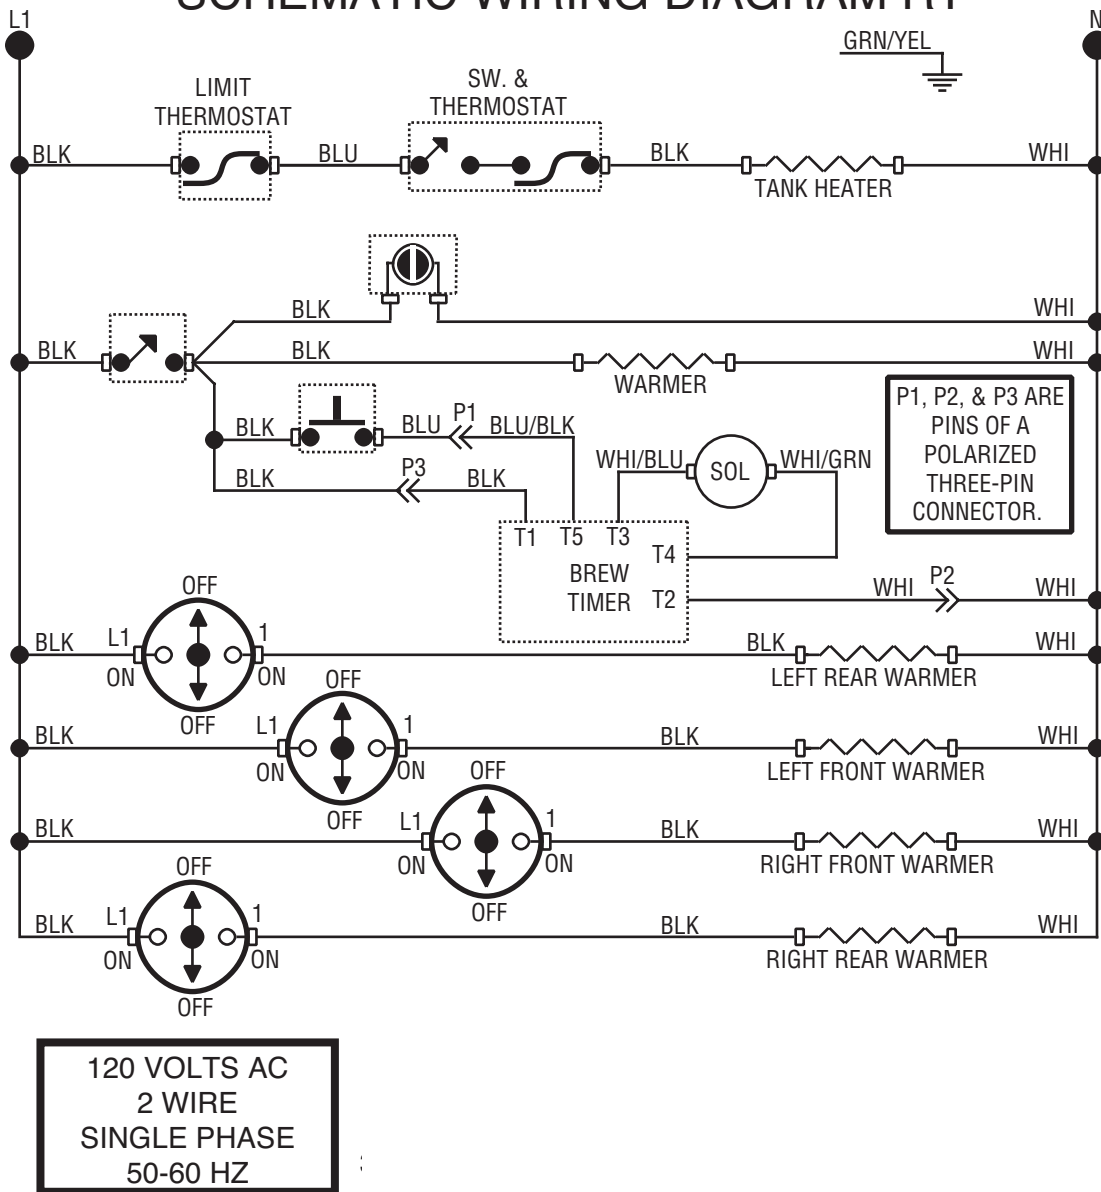 SCHEMATIC WIRING DIAGRAM RT
L1
N
GRN/YEL
LIMIT
THERMOSTAT
SW. &
THERMOSTAT
BLK
BLU
BLK
WHI
TANK HEATER
BLK
WHI
BLK
BLK
WHI
WARMER
P1, P2, & P3 ARE
PINS OF A
POLARIZED
THREE-PIN
CONNECTOR.
BLK
BLU
P1
BLU/BLK
WHI/BLU
SOL
WHI/GRN
BLK
P3
BLK
T1
T5
T3
T4
BREW
TIMER
T2
WHI
P2
WHI
OFF
BLK
L1
1
BLK
WHI
ON
ON
LEFT REAR WARMER
OFF
OFF
BLK
L1
1
BLK
WHI
ON
ON
LEFT FRONT WARMER
OFF
OFF
BLK
L1
1
BLK
WHI
ON
ON
RIGHT FRONT WARMER
OFF
OFF
BLK
L1
1
BLK
WHI
ON
ON
RIGHT REAR WARMER
OFF
120 VOLTS AC
2 WIRE
SINGLE PHASE
50-60 HZ